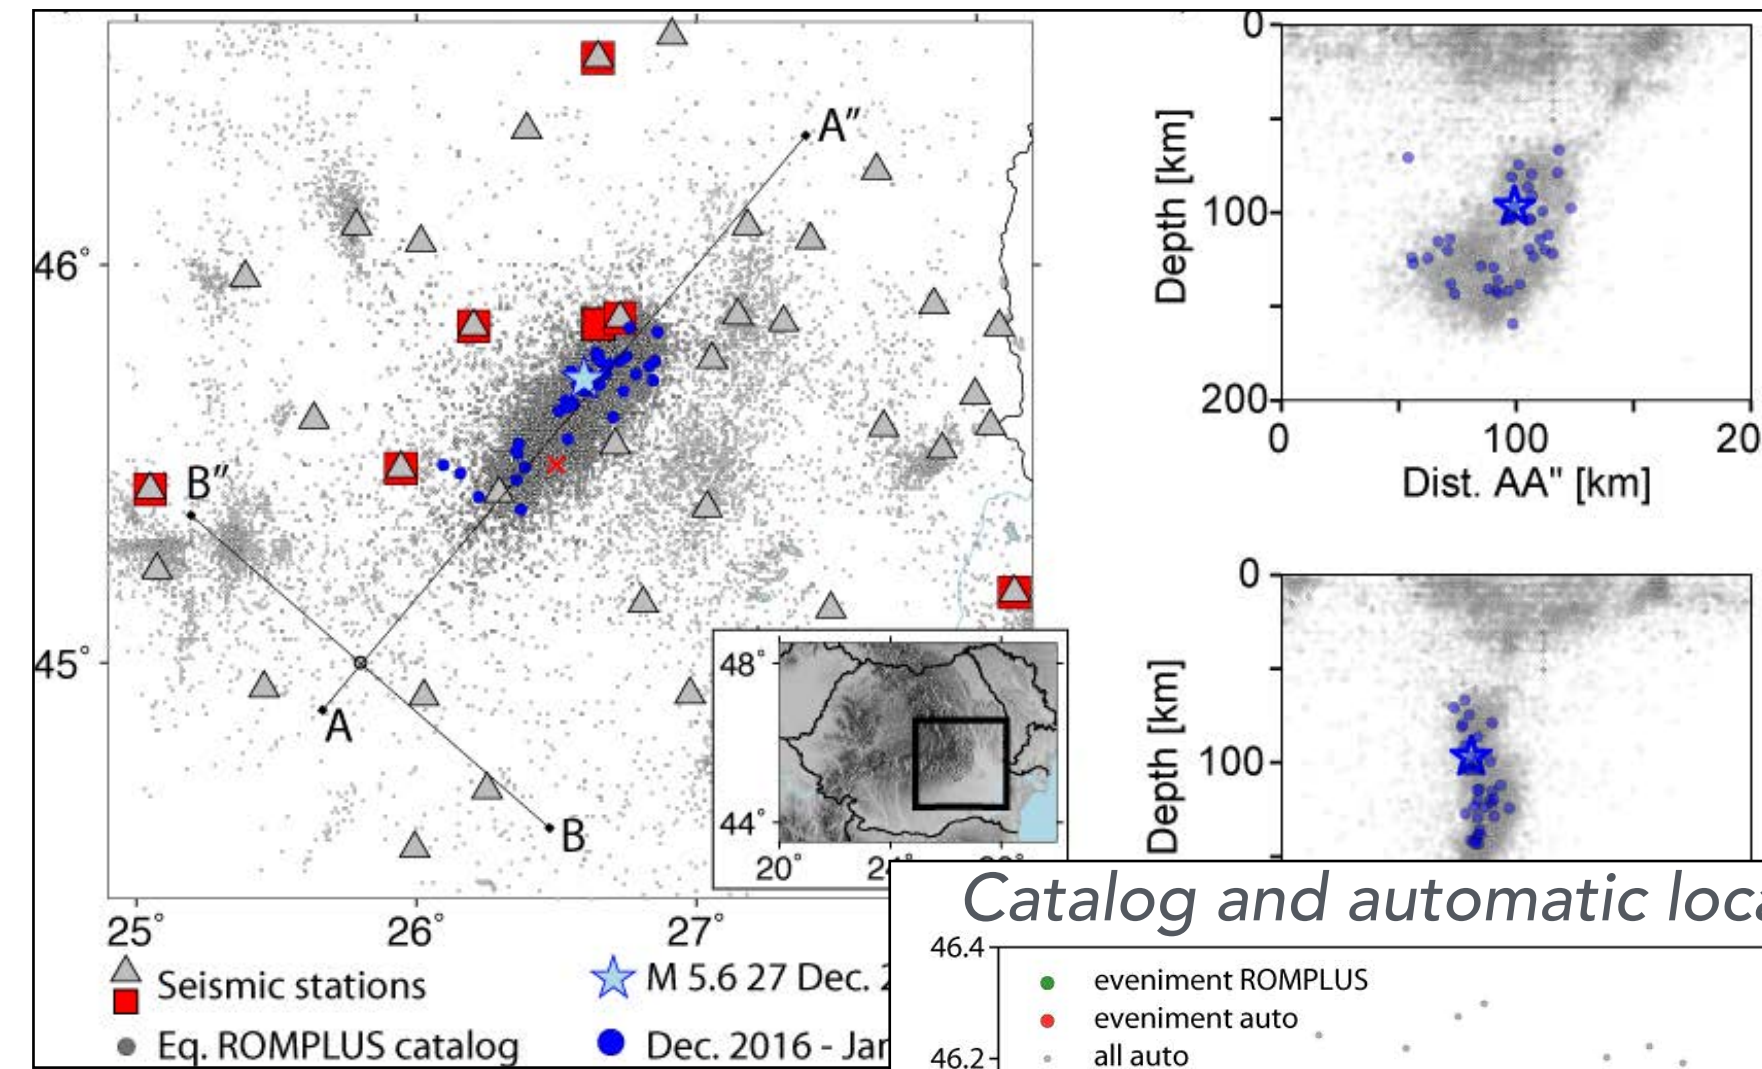 A"
46°
B"
45°
A
B
48°
44°
20°
25°
26°
27°
Seismic stations
M 5.6 27 Dec.
Eq. ROMPLUS catalog
Dec. 2016 -
0
100
200
Depth [km]
0
100
Dist. AA" [km]
0
100
Depth [km]
Catalog and automatic
46.4
eveniment ROMPLUS
eveniment auto
46.2
all auto